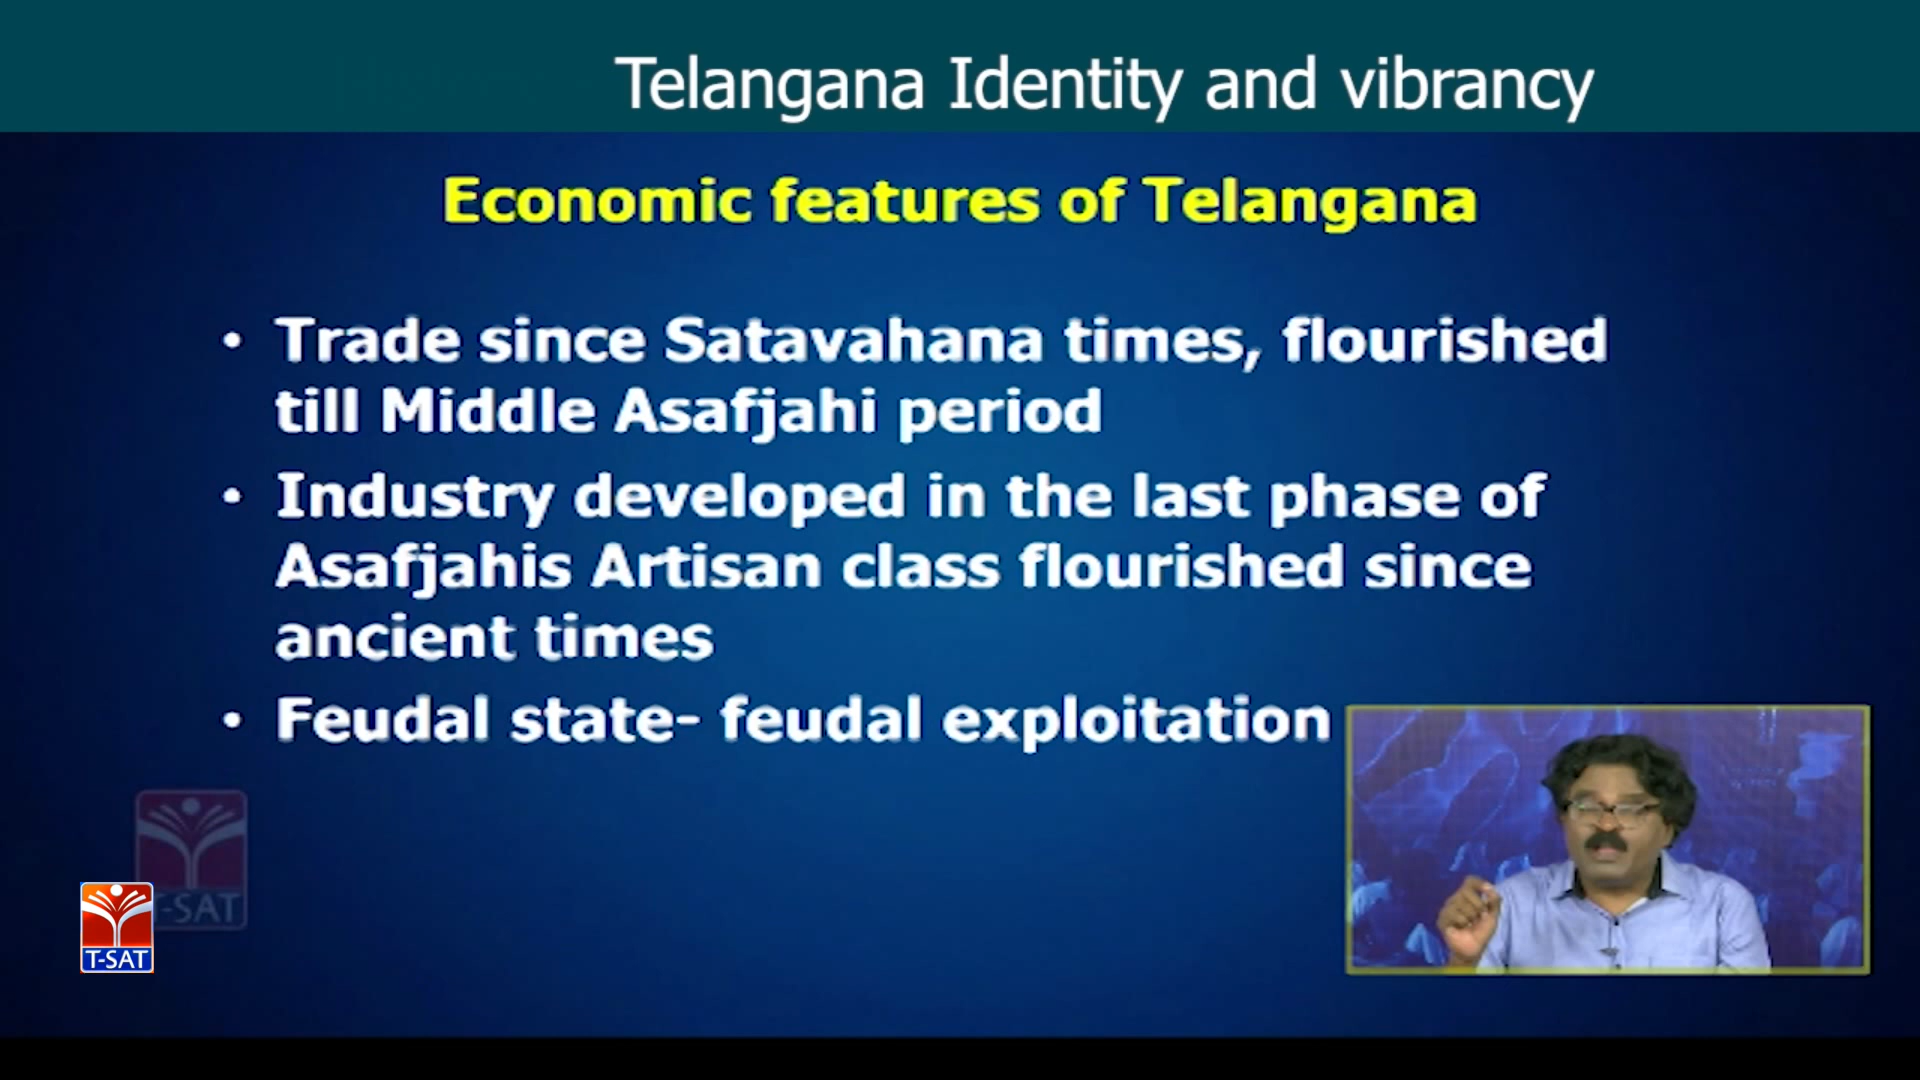 Telangana Identity and vibrancy
Economic features of Telangana
• Trade since Satavahana times, flourished
till Middle Asafjahi period
• Industry developed in the last phase of
Asafjahis Artisan class flourished since
ancient times
• Feudal state- feudal exploitation
T-SAT
T-SAT